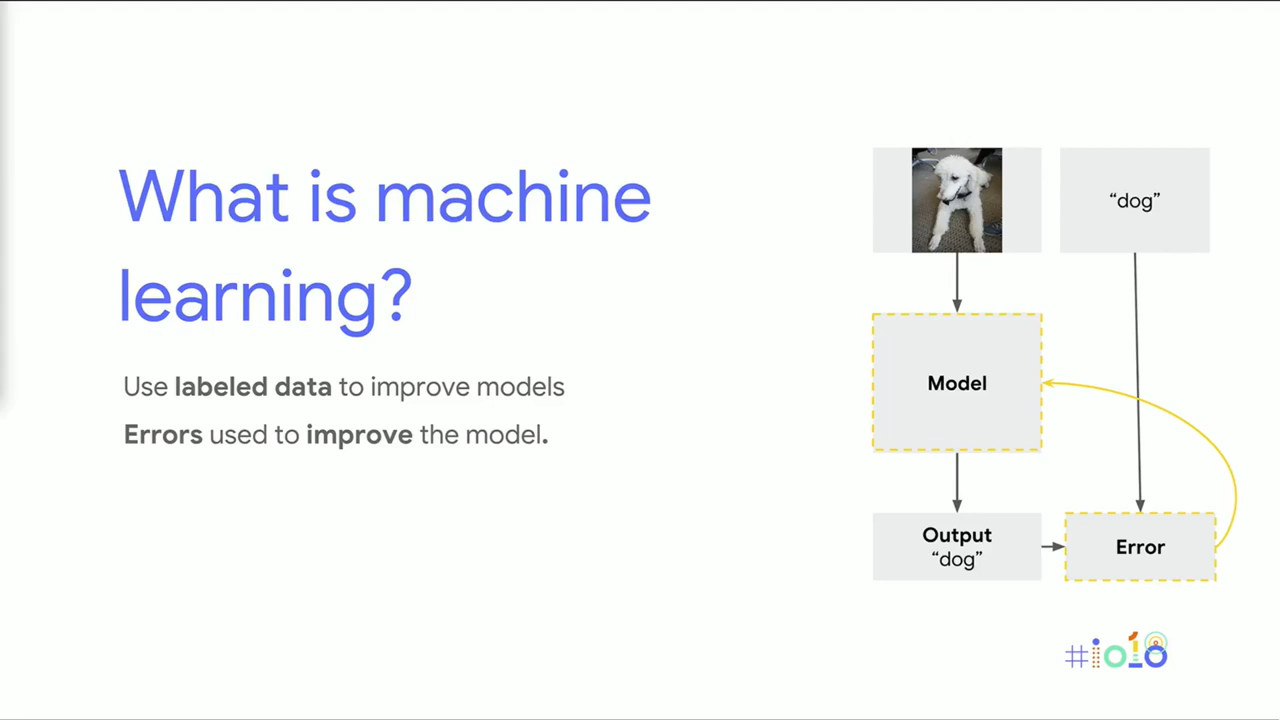 What is machine
learning?
Use labeled data to improve models
Errors used to improve the model.
“dog”
Model
Output
“dog”
Error
#io18